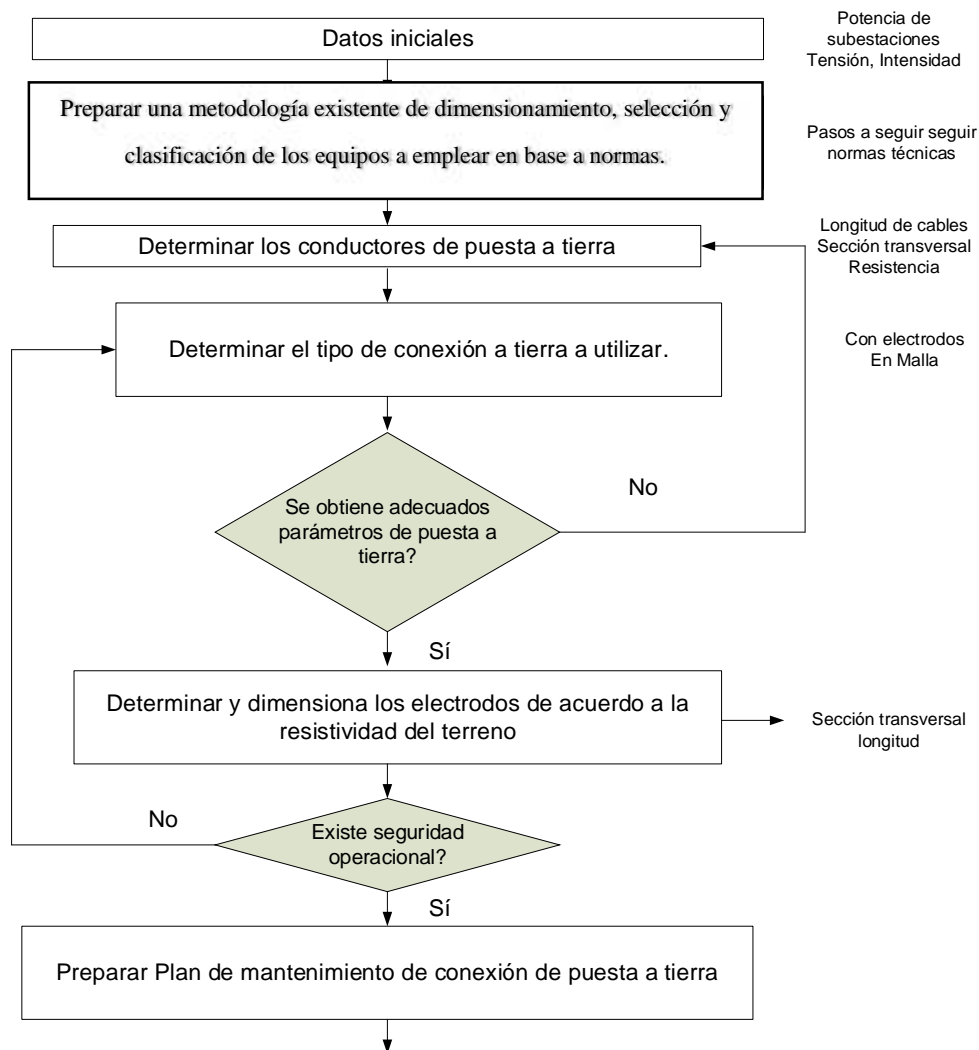 Datos iniciales
Potencia de
subestaciones
Tensión, Intensidad
Preparar una metodología existente de dimensionamiento, selección y
clasificación de los equipos a emplear en base a normas.
Pasos a seguir seguir
normas técnicas
Determinar los conductores de puesta a tierra
Longitud de cables
Sección transversal
Resistencia
Determinar el tipo de conexión a tierra a utilizar.
Con electrodos
En Malla
Se obtiene adecuados
parámetros de puesta a
tierra?
No
Sí
Determinar y dimensiona los electrodos de acuerdo a la
resistividad del terreno
Sección transversal
longitud
No
Existe seguridad
operacional?
Sí
Preparar Plan de mantenimiento de conexión de puesta a tierra